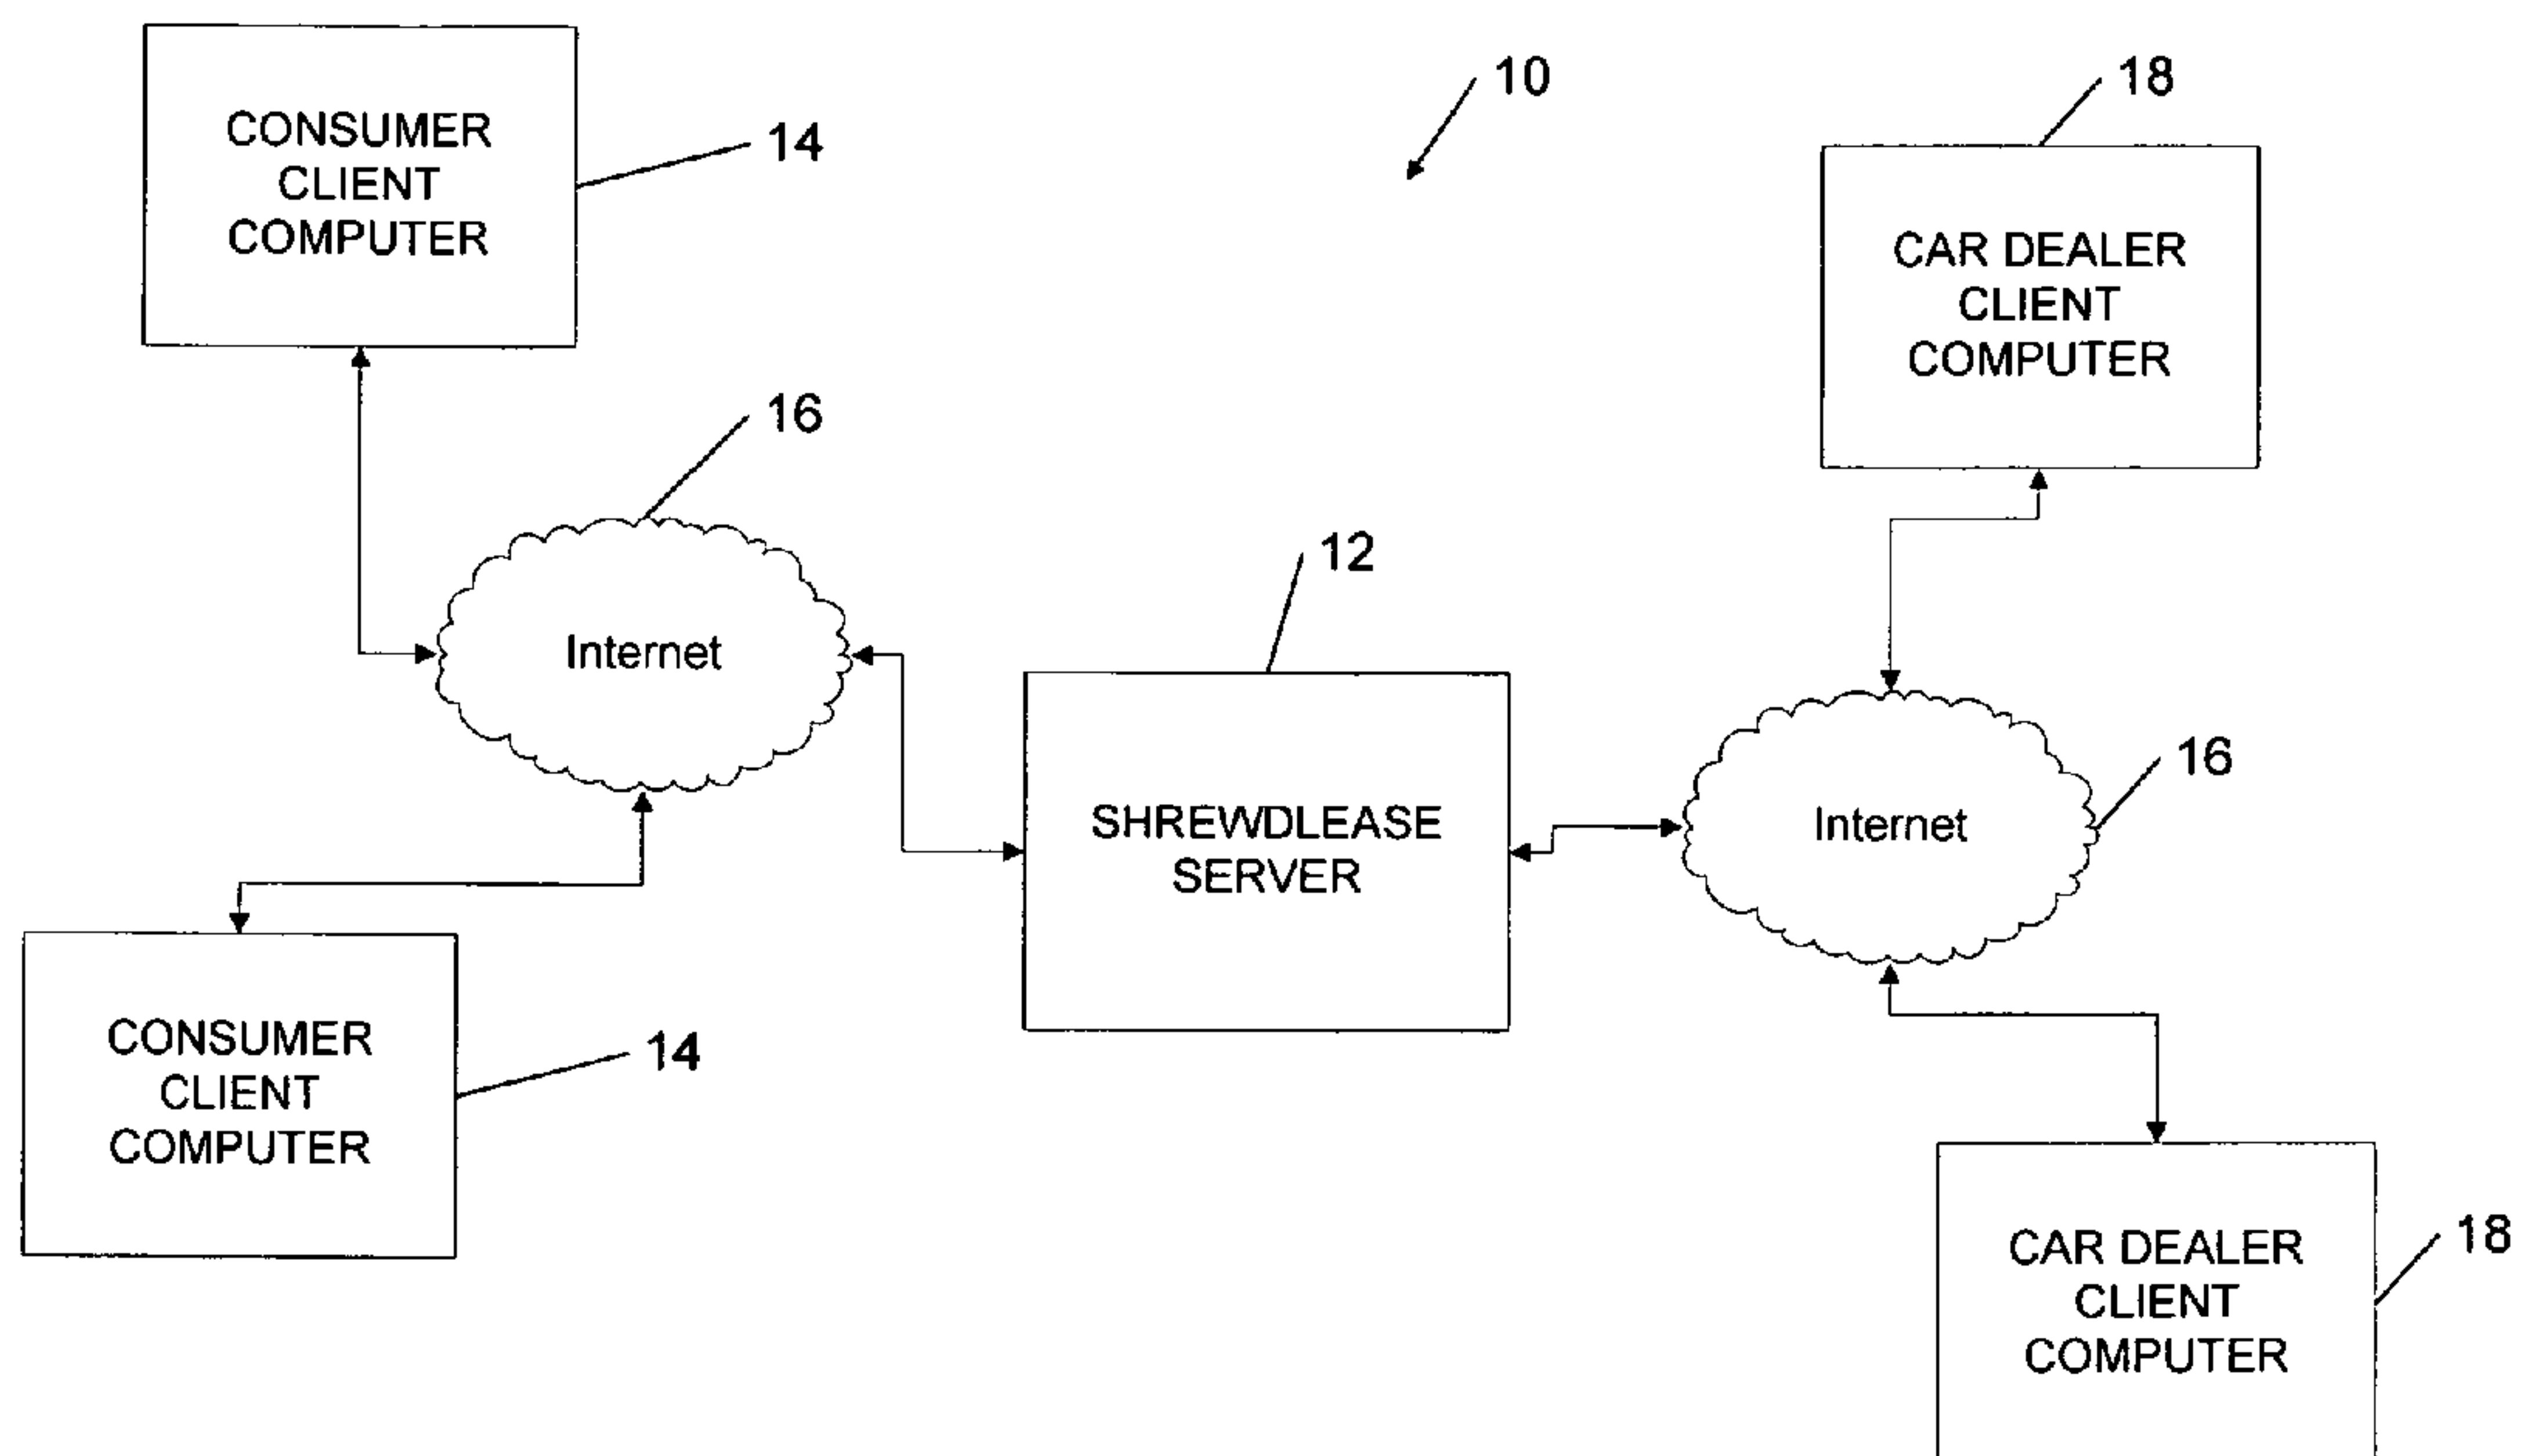 CONSUMER
CLIENT
COMPUTER
14
10
18
CAR DEALER
CLIENT
COMPUTER
16
Internet
12
SHREWDLEASE
SERVER
16
Internet
CONSUMER
CLIENT
COMPUTER
14
CAR DEALER
CLIENT
COMPUTER
18